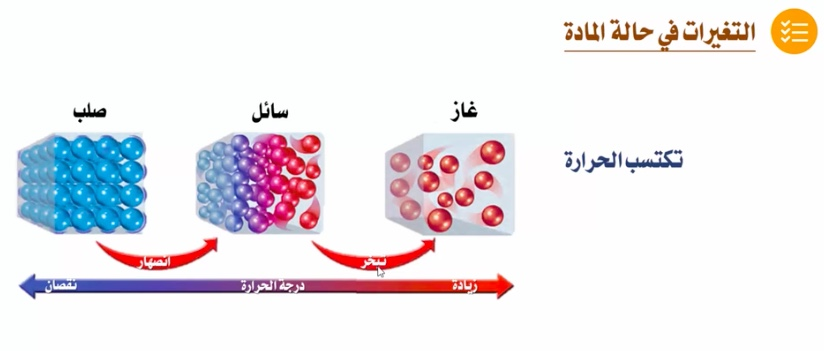 التغيرات في حالة المادة
تكتسب الحرارة
غاز
سائل
صلب
انصهار
تبخر
زيادة
درجة الحرارة
نقصان